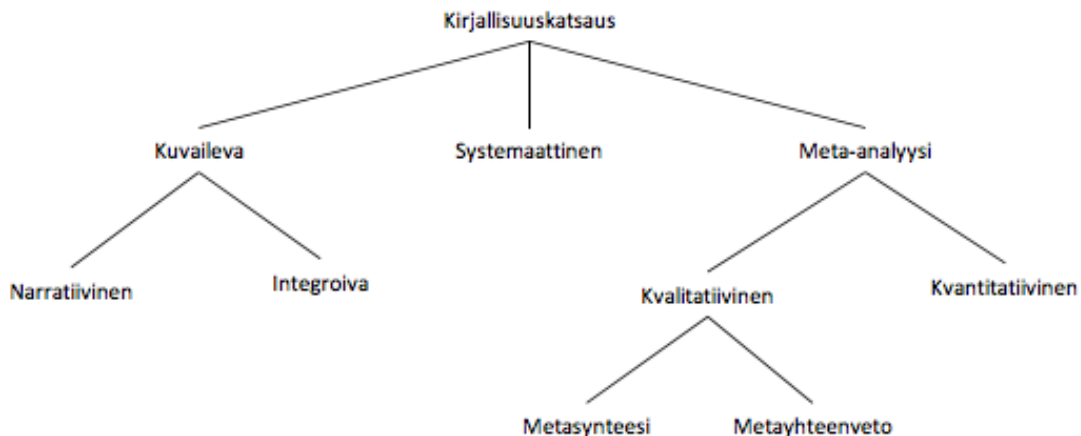 Kirjallisuuskatsaus
Kuvaileva
Systemaattinen
Meta-analyysi
Narratiivinen
Integroiva
Kvalitatiivinen
Kvantitatiivinen
Metasynteesi
Metayhteenveto